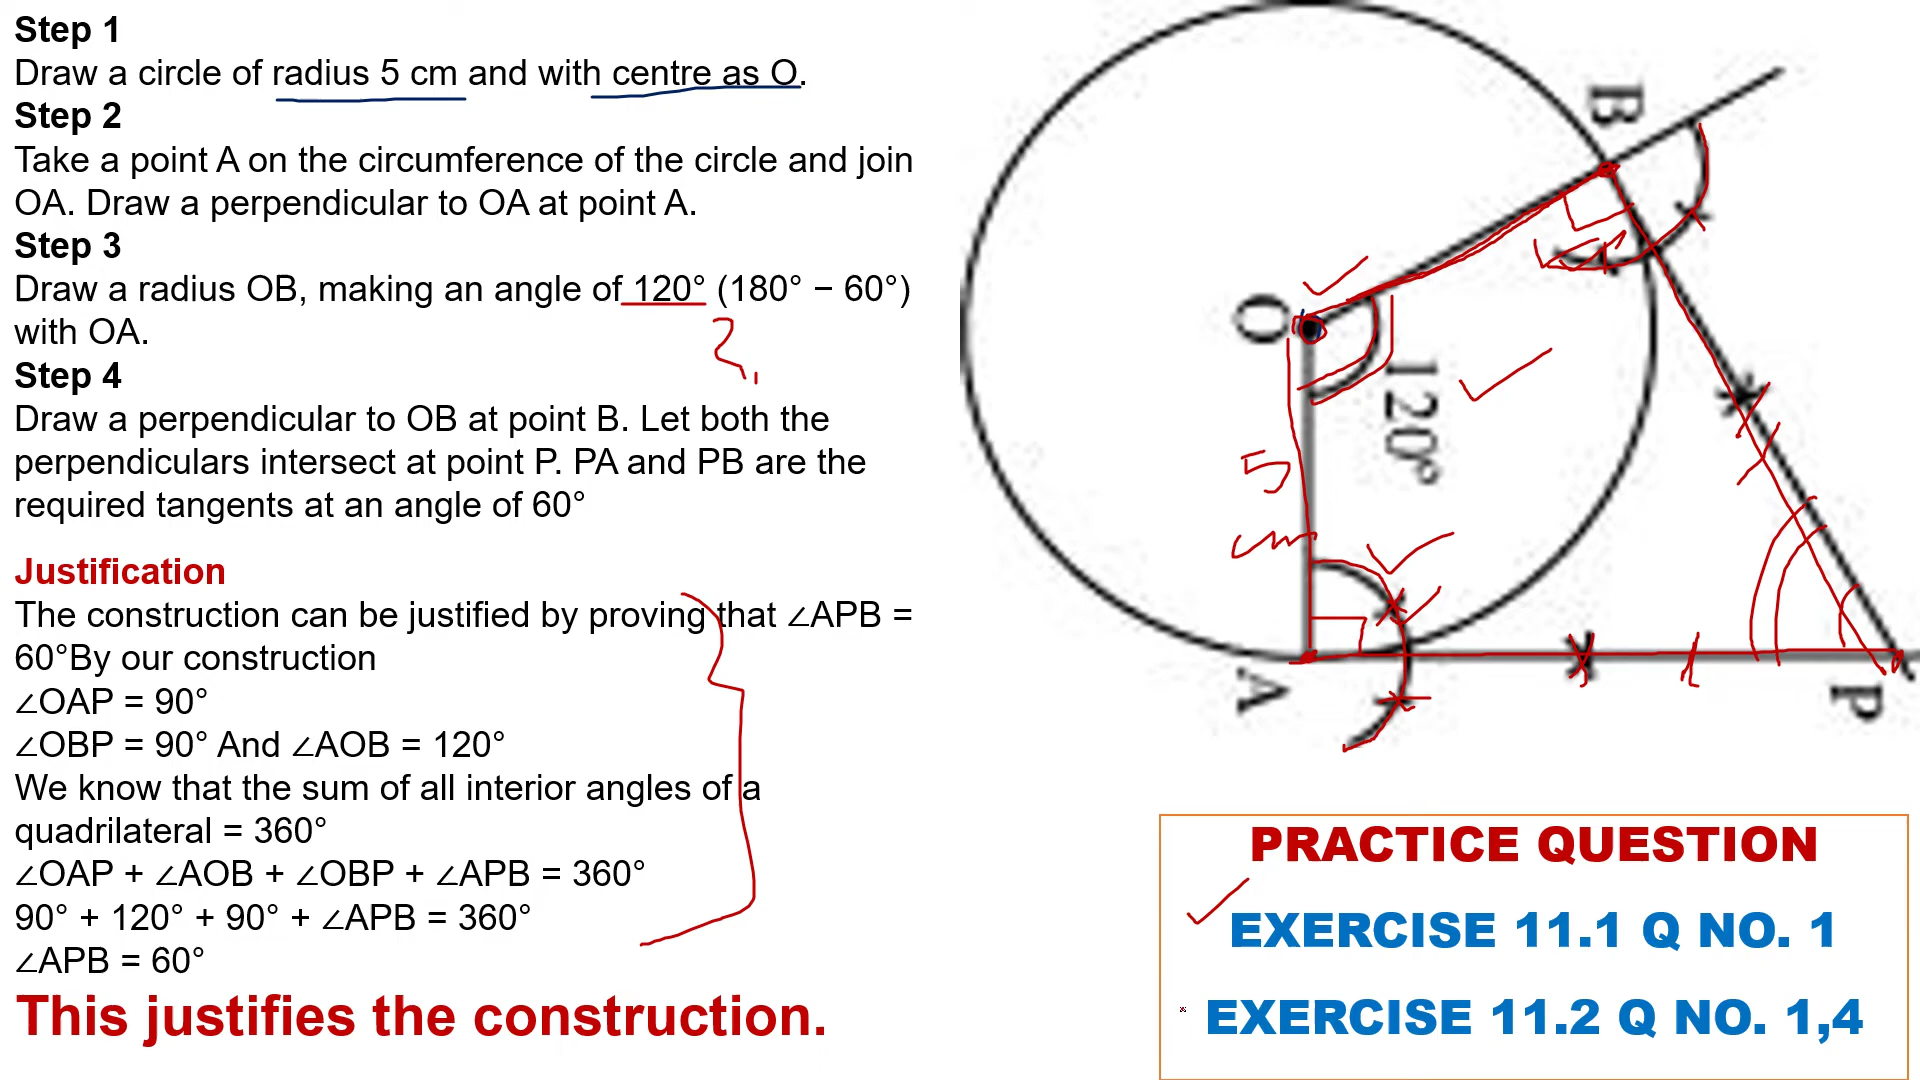 Step 1
Draw a circle of radius 5 cm and with centre as O.
Step 2
Take a point A on the circumference of the circle and join
OA. Draw a perpendicular to OA at point A.
Step 3
Draw a radius OB, making an angle of 120° (180° − 60°)
with OA.
Step 4
Draw a perpendicular to OB at point B. Let both the
perpendiculars intersect at point P. PA and PB are the
required tangents at an angle of 60°
Justification
The construction can be justified by proving that ∠APB =
60°By our construction
∠OAP = 90°
∠OBP = 90° And ∠AOB = 120°
We know that the sum of all interior angles of a
quadrilateral = 360°
∠OAP + ∠AOB + ∠OBP + ∠APB = 360°
90° + 120° + 90° + ∠APB = 360°
∠APB = 60°
This justifies the construction.
B
O
120°
5
cm
A
P
PRACTICE QUESTION
EXERCISE 11.1 Q NO. 1
EXERCISE 11.2 Q NO. 1,4